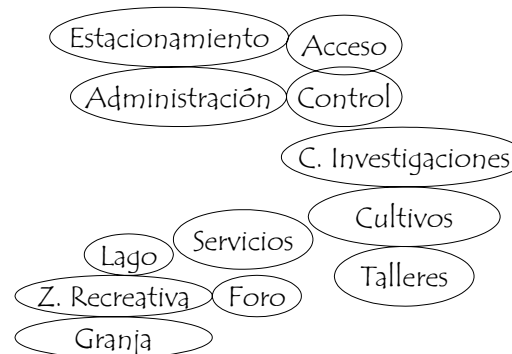 Estacionamiento
Acceso
Administración
Control
C. Investigaciones
Cultivos
Servicios
Lago
Talleres
Z. Recreativa
Foro
Granja